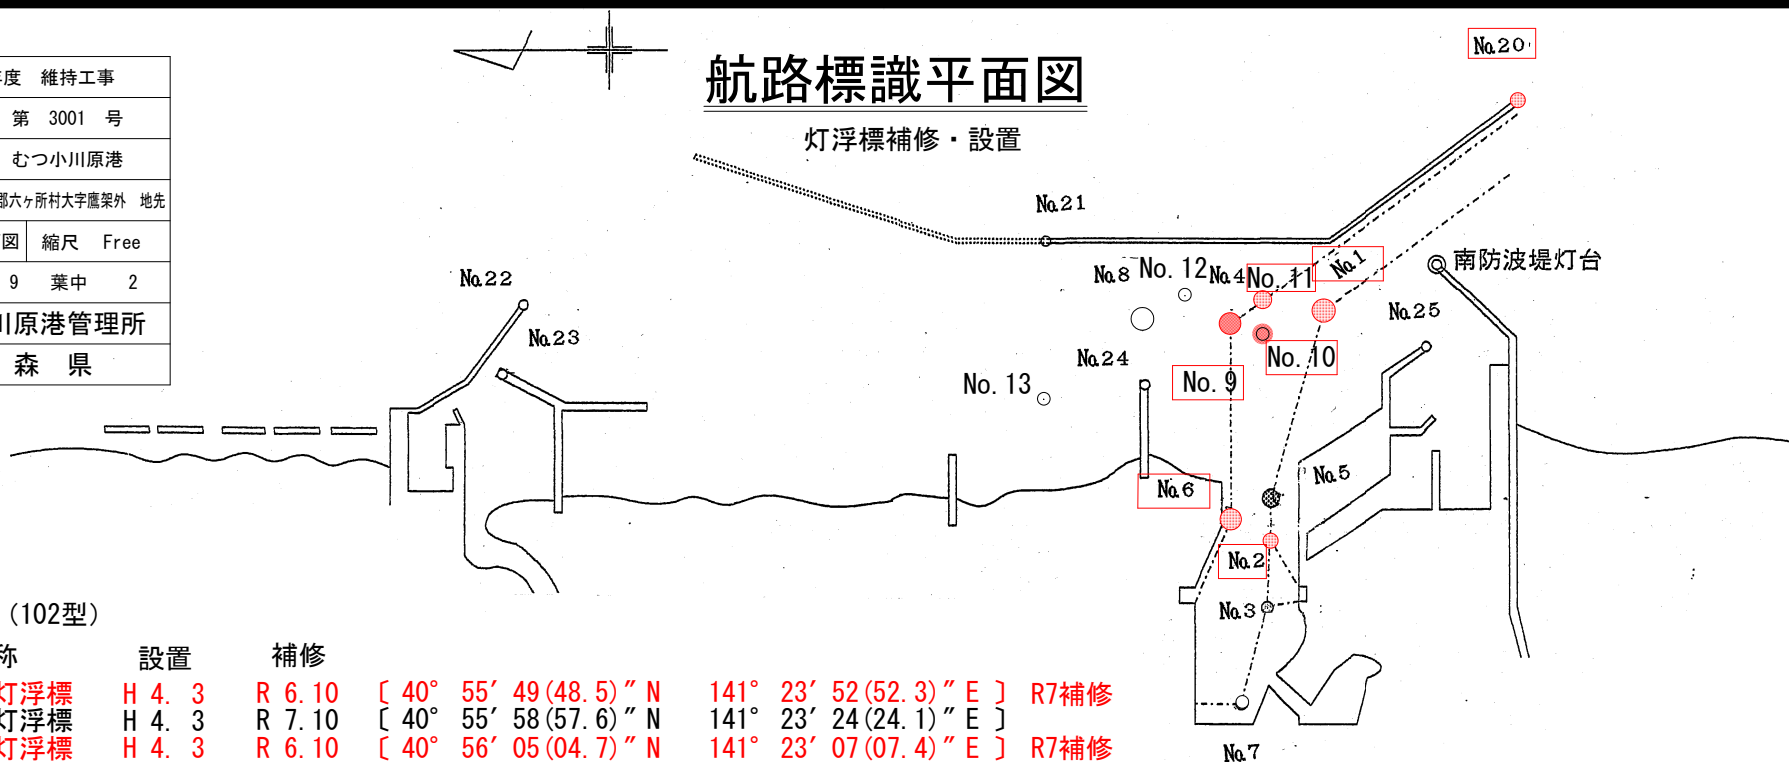 年度 維持工事
第 3001 号
むつ小川原港
郡六ヶ所村大字鷹架外 地先
図 縮尺 Free
9 葉中 2
川原港管理所
森 県
航路標識平面図
灯浮標補修・設置
No.20
No.21
No.22
No.23
No.8
No. 12
No.4
No. 11
No.1
南防波堤灯台
No.25
No.24
No. 10
No. 9
No. 13
No.6
No.5
No.2
No.3
No.7
(102型)
称 設置 補修
灯浮標 H 4. 3 R 6.10 〔 40° 55′ 49(48.5)″N 141° 23′ 52(52.3)″E 〕 R7補修
灯浮標 H 4. 3 R 7.10 〔 40° 55′ 58(57.6)″N 141° 23′ 24(24.1)″E 〕
灯浮標 H 4. 3 R 6.10 〔 40° 56′ 05(04.7)″N 141° 23′ 07(07.4)″E 〕 R7補修